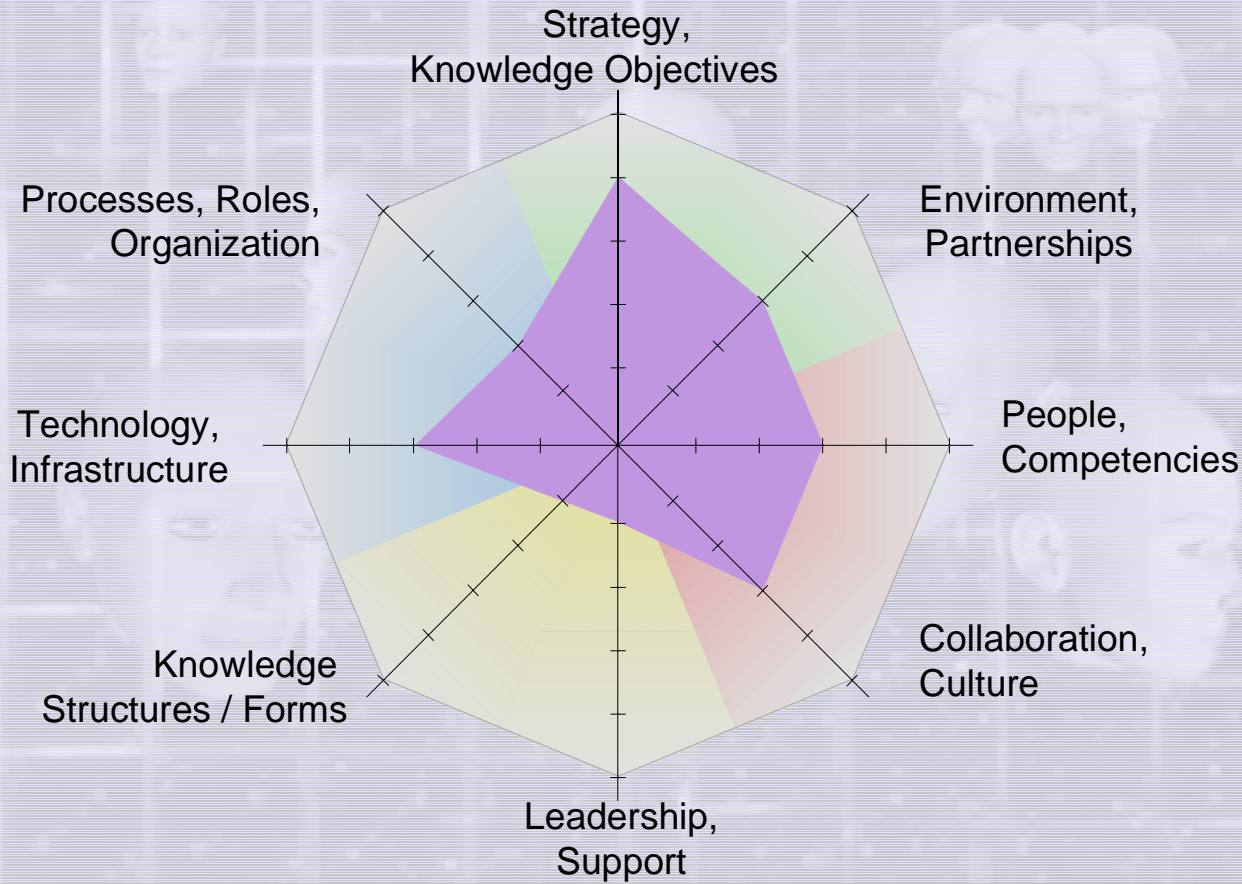 Strategy,
Knowledge Objectives
Processes, Roles,
Organization
Environment,
Partnerships
Technology,
Infrastructure
People,
Competencies
Knowledge
Structures / Forms
Collaboration,
Culture
Leadership,
Support